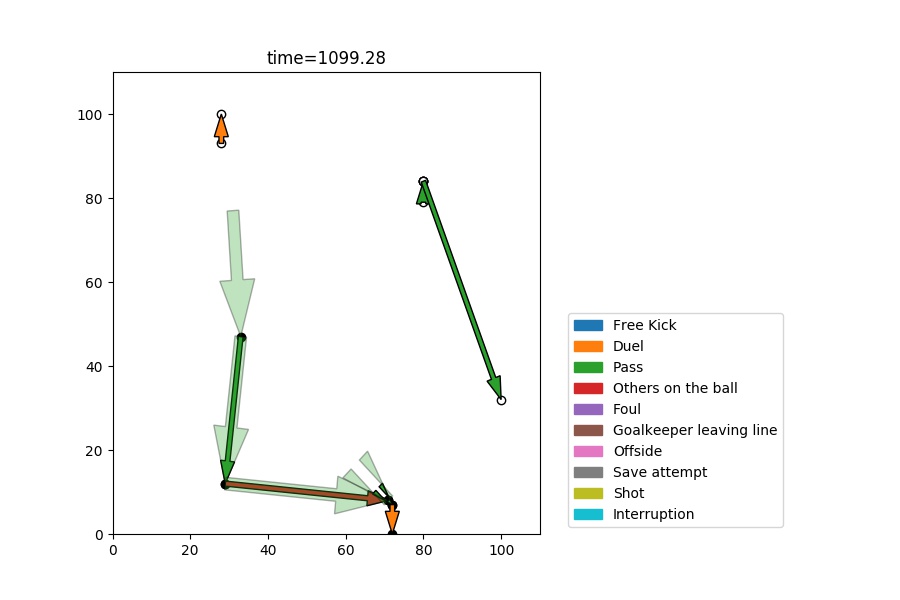 time=1099.28
100
80
60
40
20
0
0 20 40 60 80 100
Free Kick
Duel
Pass
Others on the ball
Foul
Goalkeeper leaving line
Offside
Save attempt
Shot
Interruption